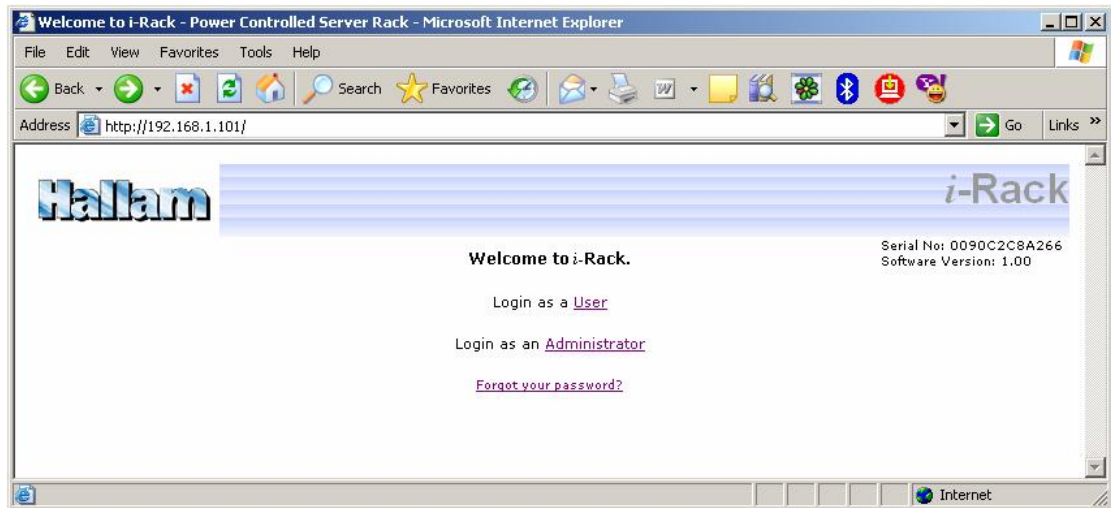 Welcome to i-Rack - Power Controlled Server Rack - Microsoft Internet Explorer
File Edit View Favorites Tools Help
Back Search Favorites
Address http://192.168.1.101/ Go Links »
Hallam i-Rack
Serial No: 0090C2C8A266
Software Version: 1.00
Welcome to i-Rack.
Login as a User
Login as an Administrator
Forgot your password?
Internet